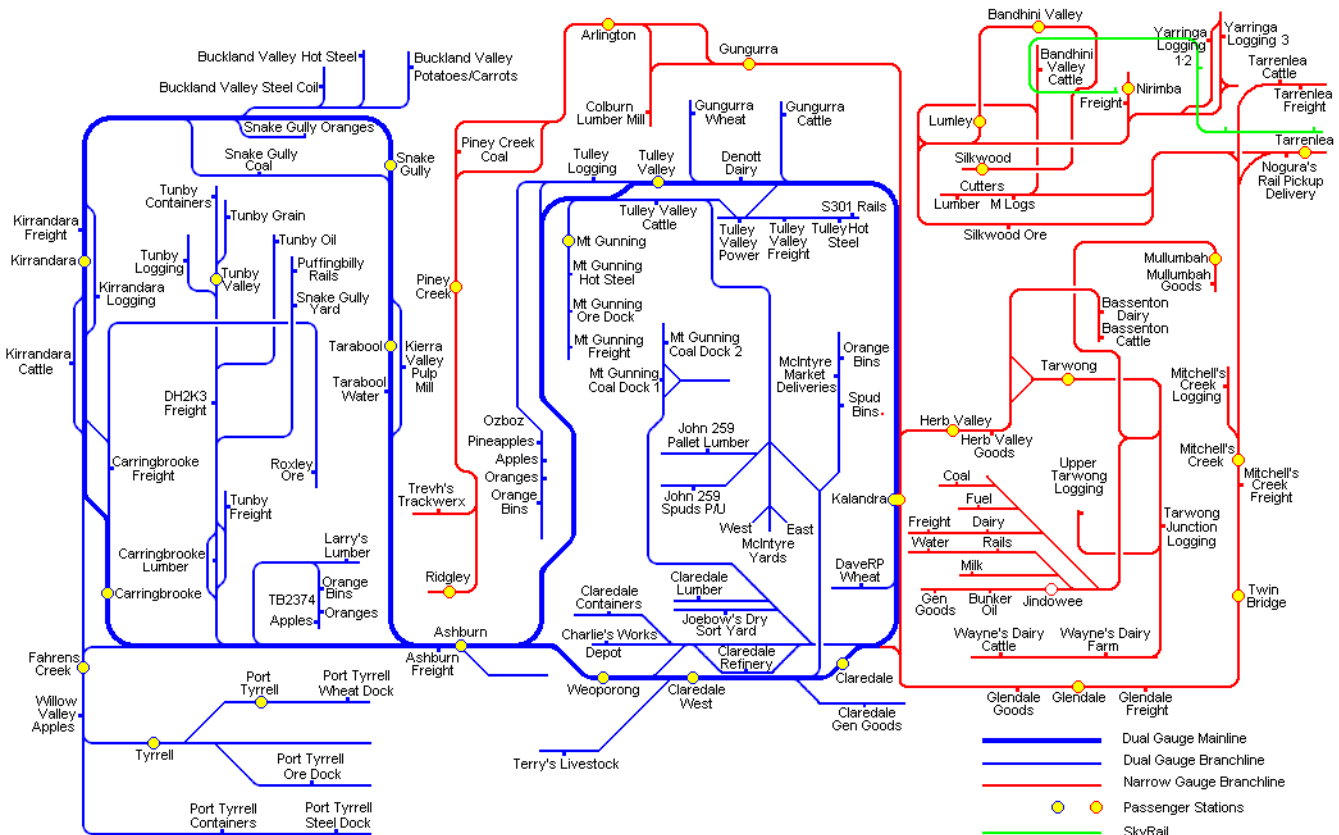 Buckland Valley Hot Steel
Buckland Valley
Potatoes/Carrots
Buckland Valley Steel Coil
Snake Gully Oranges
Snake Gully
Coal
Snake
Gully
Tunby
Containers
Tunby Grain
Tunby Oil
Tunby
Logging
Tunby
Valley
Puffingbilly
Rails
Snake Gully
Yard
Kirrandara
Freight
Kirrandara
Kirrandara
Logging
Kirrandara
Cattle
Tarabool
Tarabool
Water
Kierra
Valley
Pulp
Mill
DH2K3
Freight
Carringbrooke
Freight
Roxley
Ore
Tunby
Freight
Carringbrooke
Lumber
Carringbrooke
Larry's
Lumber
Orange
Bins
TB2374
Oranges
Apples
Fahrens
Creek
Willow
Valley
Apples
Port
Tyrrell
Port Tyrrell
Wheat Dock
Tyrrell
Port Tyrrell
Ore Dock
Port Tyrrell
Containers
Port Tyrrell
Steel Dock
Arlington
Gungurra
Colburn
Lumber Mill
Piney Creek
Coal
Piney
Creek
Trevh's
Trackwerx
Ridgley
Ashburn
Ashburn
Freight
Gungurra
Wheat
Gungurra
Cattle
Tulley
Logging
Tulley
Valley
Denott
Dairy
Tulley Valley
Cattle
S301 Rails
Tulley
Valley
Power
Tulley
Valley
Freight
Tulley Hot
Steel
Mt Gunning
Mt Gunning
Hot Steel
Mt Gunning
Ore Dock
Mt Gunning
Freight
Mt Gunning
Coal Dock 2
Mt Gunning
Coal Dock 1
McIntyre
Market
Deliveries
Orange
Bins
Spud
Bins
Ozboz
Pineapples
Apples
Oranges
Orange
Bins
John 259
Pallet Lumber
John 259
Spuds P/U
West
East
McIntyre
Yards
Kalandra
DaveRP
Wheat
Claredale
Containers
Claredale
Lumber
Joebow's Dry
Sort Yard
Charlie's Works
Depot
Claredale
Refinery
Weoporong
Claredale
West
Claredale
Claredale
Gen Goods
Terry's Livestock
Bandhini Valley
Bandhini
Valley
Cattle
Yarringa
Logging
1-2
Yarringa
Logging 3
Tarrenlea
Cattle
Tarrenlea
Freight
Nirimba
Freight
Lumley
Silkwood
Tarrenlea
Nogura's
Rail Pickup
Delivery
Cutters
Lumber
M Logs
Silkwood Ore
Mullumbah
Mullumbah
Goods
Bassenton
Dairy
Bassenton
Cattle
Tarwong
Herb Valley
Herb Valley
Goods
Mitchell's
Creek
Logging
Mitchell's
Creek
Mitchell's
Creek
Freight
Coal
Fuel
Freight
Dairy
Water
Rails
Milk
Gen
Goods
Bunker
Oil
Jindowee
Upper
Tarwong
Logging
Tarwong
Junction
Logging
Wayne's Dairy
Cattle
Wayne's Dairy
Farm
Twin
Bridge
Glendale
Goods
Glendale
Glendale
Freight
Dual Gauge Mainline
Dual Gauge Branchline
Narrow Gauge Branchline
Passenger Stations
SkyRail